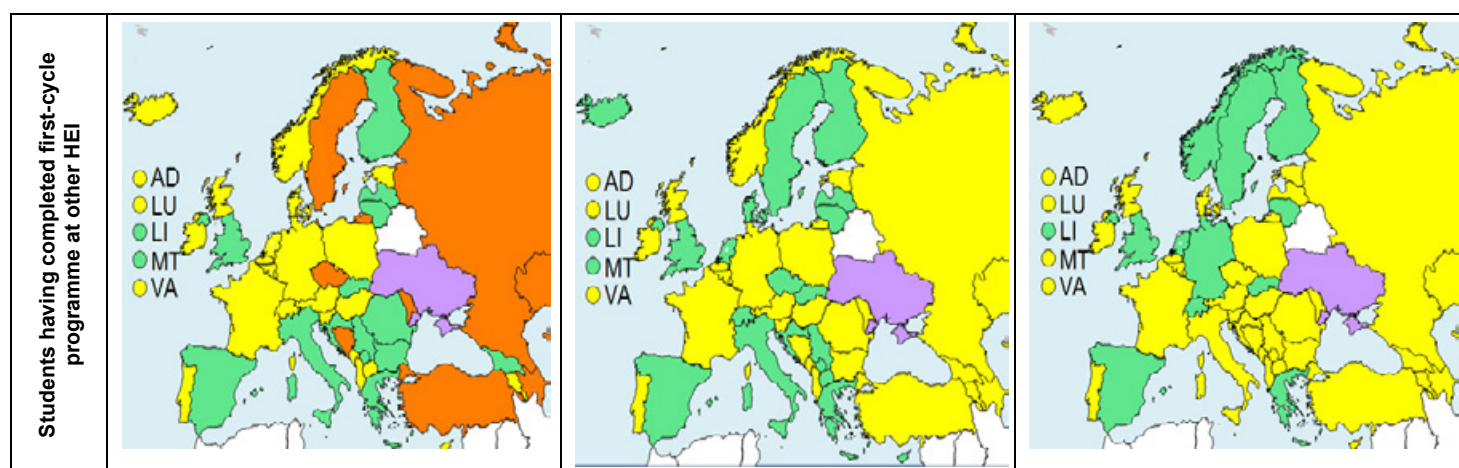 Students having completed first-cycle
programme at other HEI
AD
LU
LI
MT
VA
AD
LU
LI
MT
VA
AD
LU
LI
MT
VA